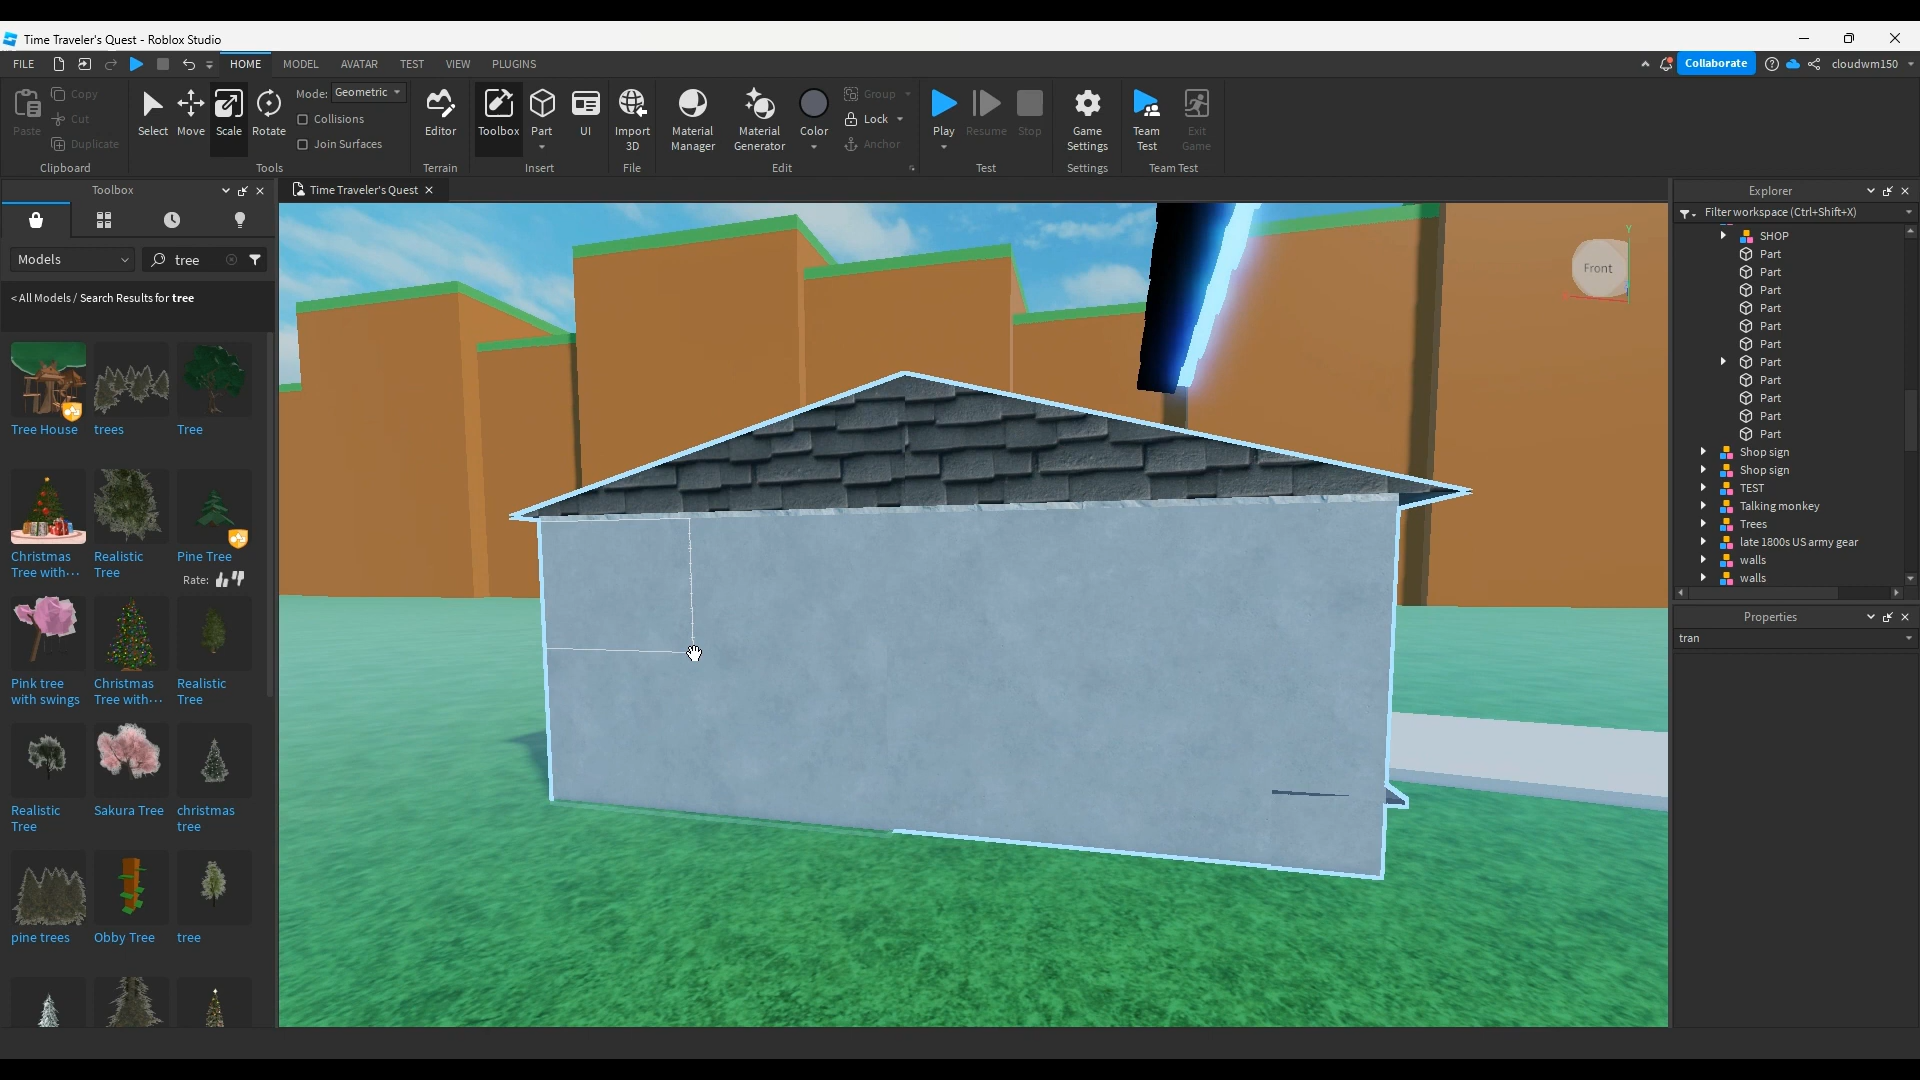 Time Traveler's Quest - Roblox Studio
FILE
HOME
MODEL
AVATAR
TEST
VIEW
PLUGINS
Collaborate
cloudwm150
Paste
Copy
Cut
Duplicate
Clipboard
Select
Move
Scale
Rotate
Mode: Geometric
Collisions
Join Surfaces
Tools
Editor
Terrain
Toolbox
Part
UI
Insert
Import
3D
File
Material
Manager
Material
Generator
Color
Group
Lock
Anchor
Edit
Play
Resume
Stop
Test
Game
Settings
Settings
Team
Test
Exit
Game
Team Test
Toolbox
Models
tree
< All Models / Search Results for tree
Tree House
trees
Tree
Christmas
Tree with...
Realistic
Tree
Pine Tree
Rate:
Pink tree
with swings
Christmas
Tree with...
Realistic
Tree
Realistic
Tree
Sakura Tree
christmas
tree
pine trees
Obby Tree
tree
Time Traveler's Quest
Front
Y
Explorer
Filter workspace (Ctrl+Shift+X)
SHOP
Part
Part
Part
Part
Part
Part
Part
Part
Part
Part
Part
Shop sign
Shop sign
TEST
Talking monkey
Trees
late 1800s US army gear
walls
walls
Properties
tran